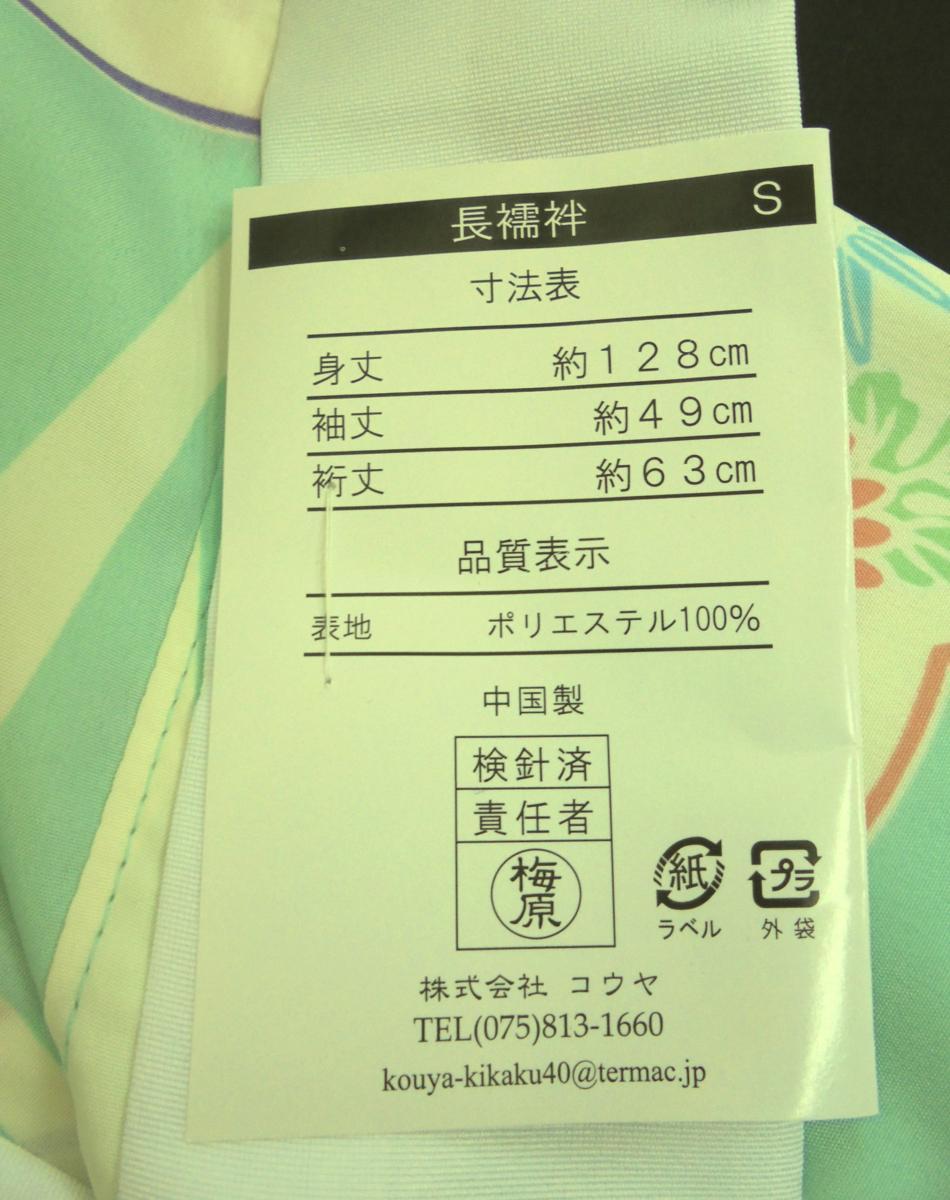 長襦袢 S
寸法表
身丈 約128cm
袖丈 約49cm
裄丈 約63cm
品質表示
表地 ポリエステル100%
中国製
検針済
責任者
梅原
紙 プラ
ラベル 外袋
株式会社 コウヤ
TEL(075)813-1660
kouya-kikaku40@termac.jp